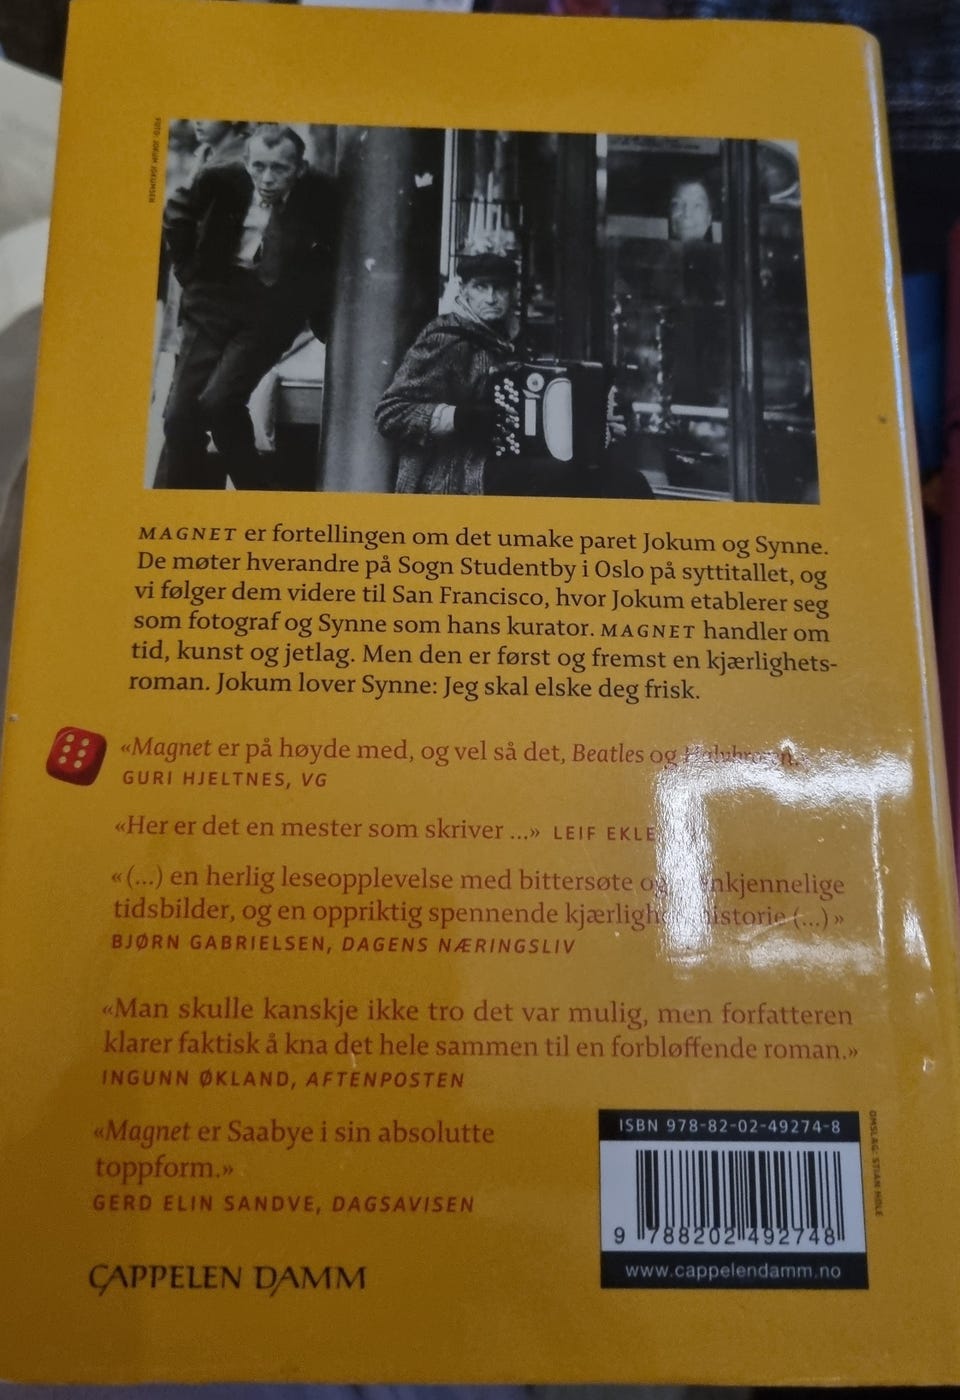 FOTO: JOKUM JOKUMSEN
MAGNET er fortellingen om det umake paret Jokum og Synne.
De møter hverandre på Sogn Studentby i Oslo på syttitallet, og
vi følger dem videre til San Francisco, hvor Jokum etablerer seg
som fotograf og Synne som hans kurator. MAGNET handler om
tid, kunst og jetlag. Men den er først og fremst en kjærlighets-
roman. Jokum lover Synne: Jeg skal elske deg frisk.
«Magnet er på høyde med, og vel så det, Beatles og
GURI HJELTNES, VG
«Her er det en mester som skriver ...» LEIF
«(...) en herlig leseopplevelse med bittersøte
tidsbilder, og en oppriktig spennende (...)»
BJØRN GABRIELSEN, DAGENS NÆRINGSLIV
«Man skulle kanskje ikke tro det var mulig, men forfatteren
klarer faktisk å kna det hele sammen til en forbløffende roman.»
INGUNN ØKLAND, AFTENPOSTEN
«Magnet er Saabye i sin absolutte
toppform.»
GERD ELIN SANDVE, DAGSAVISEN
CAPPELEN DAMM
ISBN 978-82-02-49274-8
9 788202 492748
www.cappelendamm.no
OMSLAG: STIAN HOLE